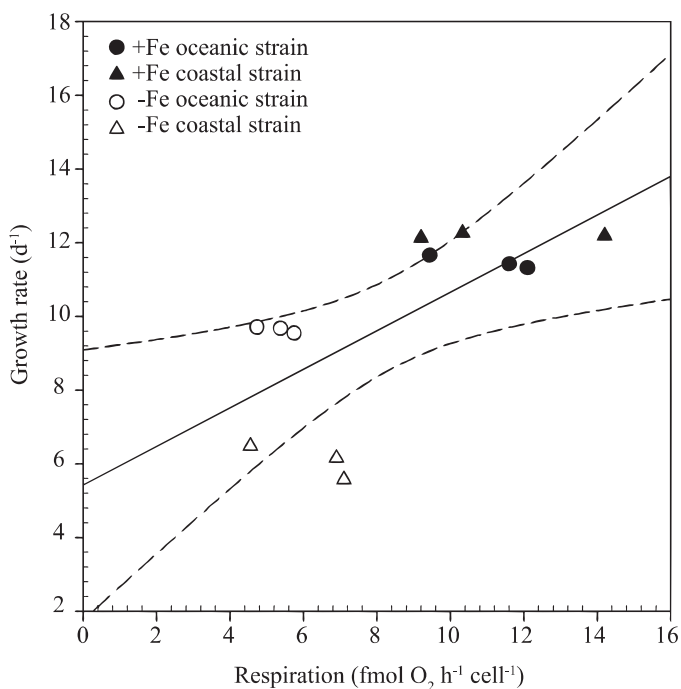 +Fe oceanic strain
+Fe coastal strain
-Fe oceanic strain
-Fe coastal strain
18
16
14
12
10
8
6
4
2
Growth rate (d⁻¹)
0 2 4 6 8 10 12 14 16
Respiration (fmol O₂ h⁻¹ cell⁻¹)